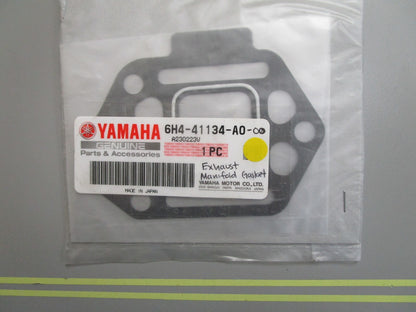 YAMAHA 6H4-41134-A0-00
GENUINE A230223U
Parts & Accessories 1 PC
Exhaust
Manifold Gasket
MADE IN JAPAN YAMAHA MOTOR CO., LTD.